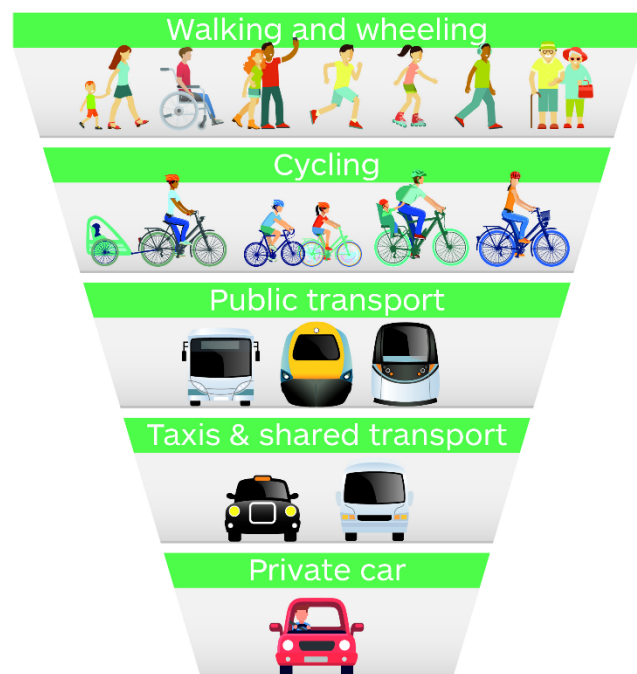 Walking and wheeling
Cycling
Public transport
Taxis & shared transport
Private car